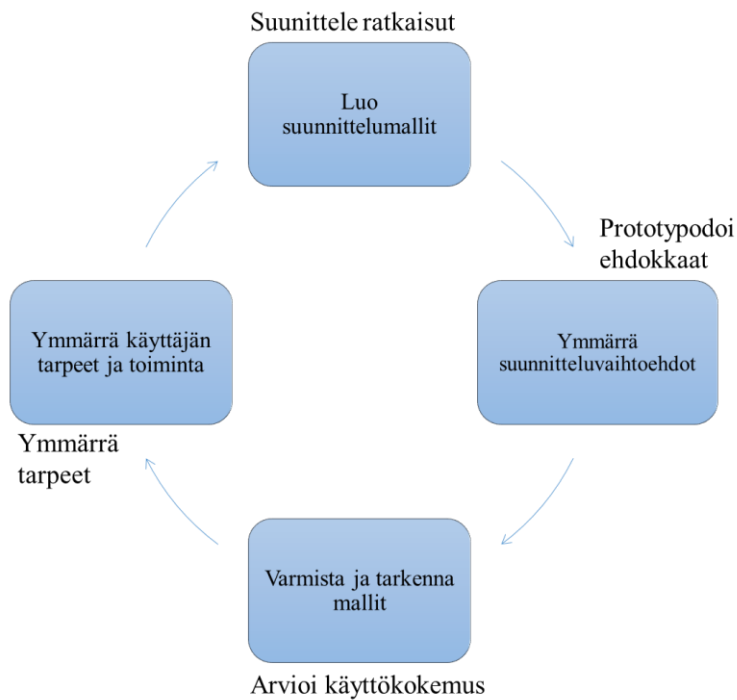 Suunittele ratkaisut
Luo
suunnittelumallit
Prototypodoi
ehdokkaat
Ymmärrä
suunnitteluvaihtoehdot
Ymmärrä käyttäjän
tarpeet ja toiminta
Ymmärrä
tarpeet
Varmista ja tarkenna
mallit
Arvioi käyttökokemus